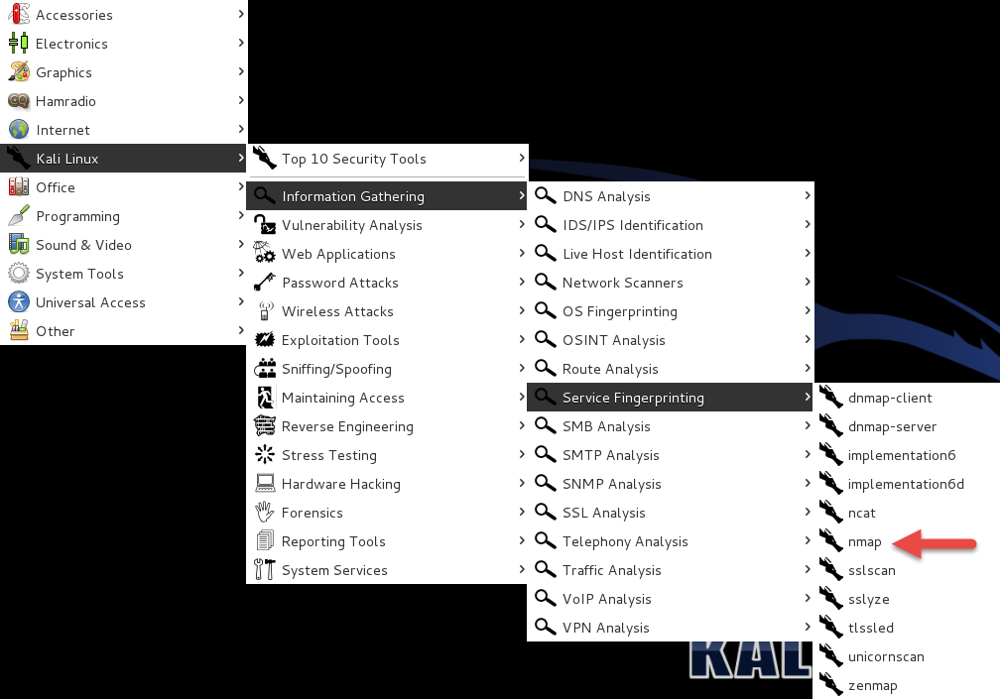 Accessories
Electronics
Graphics
Hamradio
Internet
Kali Linux
Office
Programming
Sound & Video
System Tools
Universal Access
Other
Top 10 Security Tools
Information Gathering
Vulnerability Analysis
Web Applications
Password Attacks
Wireless Attacks
Exploitation Tools
Sniffing/Spoofing
Maintaining Access
Reverse Engineering
Stress Testing
Hardware Hacking
Forensics
Reporting Tools
System Services
DNS Analysis
IDS/IPS Identification
Live Host Identification
Network Scanners
OS Fingerprinting
OSINT Analysis
Route Analysis
Service Fingerprinting
SMB Analysis
SMTP Analysis
SNMP Analysis
SSL Analysis
Telephony Analysis
Traffic Analysis
VoIP Analysis
VPN Analysis
dnmap-client
dnmap-server
implementation6
implementation6d
ncat
nmap
sslscan
sslyze
tlssled
unicornscan
zenmap
KAL